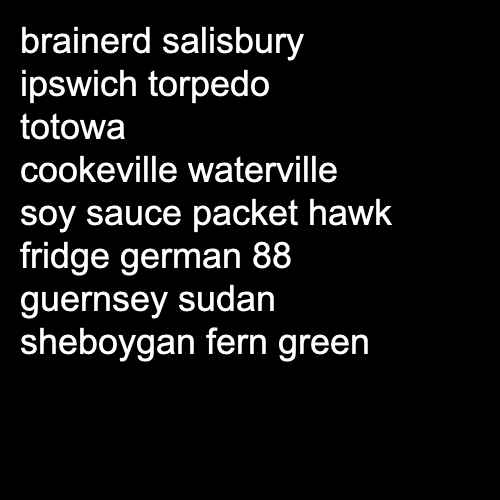 brainerd salisbury
ipswich torpedo
totowa
cookeville waterville
soy sauce packet hawk
fridge german 88
guernsey sudan
sheboygan fern green